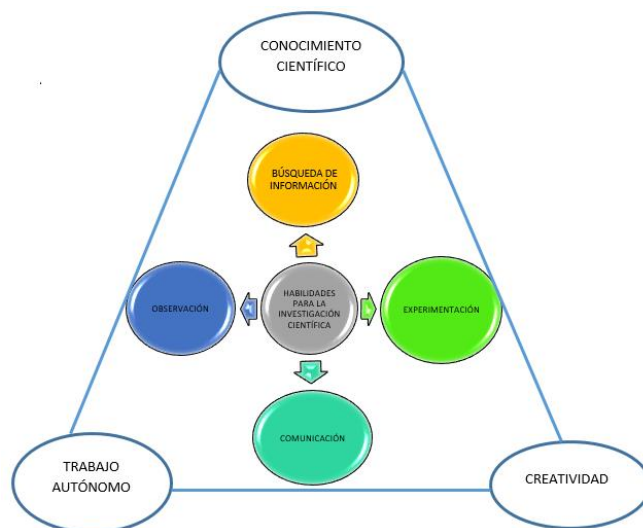 CONOCIMIENTO
CIENTÍFICO
BÚSQUEDA DE
INFORMACIÓN
OBSERVACIÓN
HABILIDADES
PARA LA
INVESTIGACIÓN
CIENTÍFICA
EXPERIMENTACIÓN
COMUNICACIÓN
TRABAJO
AUTÓNOMO
CREATIVIDAD